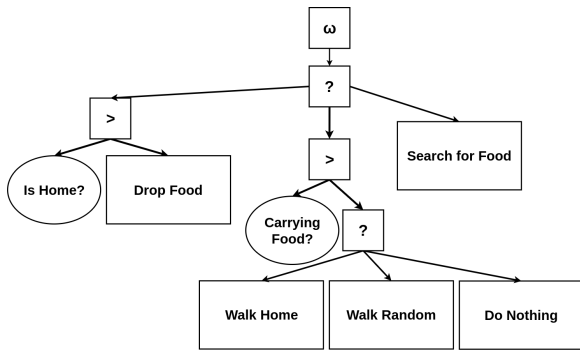 ω
?
>
Search for Food
>
Is Home?
Drop Food
Carrying
Food?
?
Walk Home
Walk Random
Do Nothing